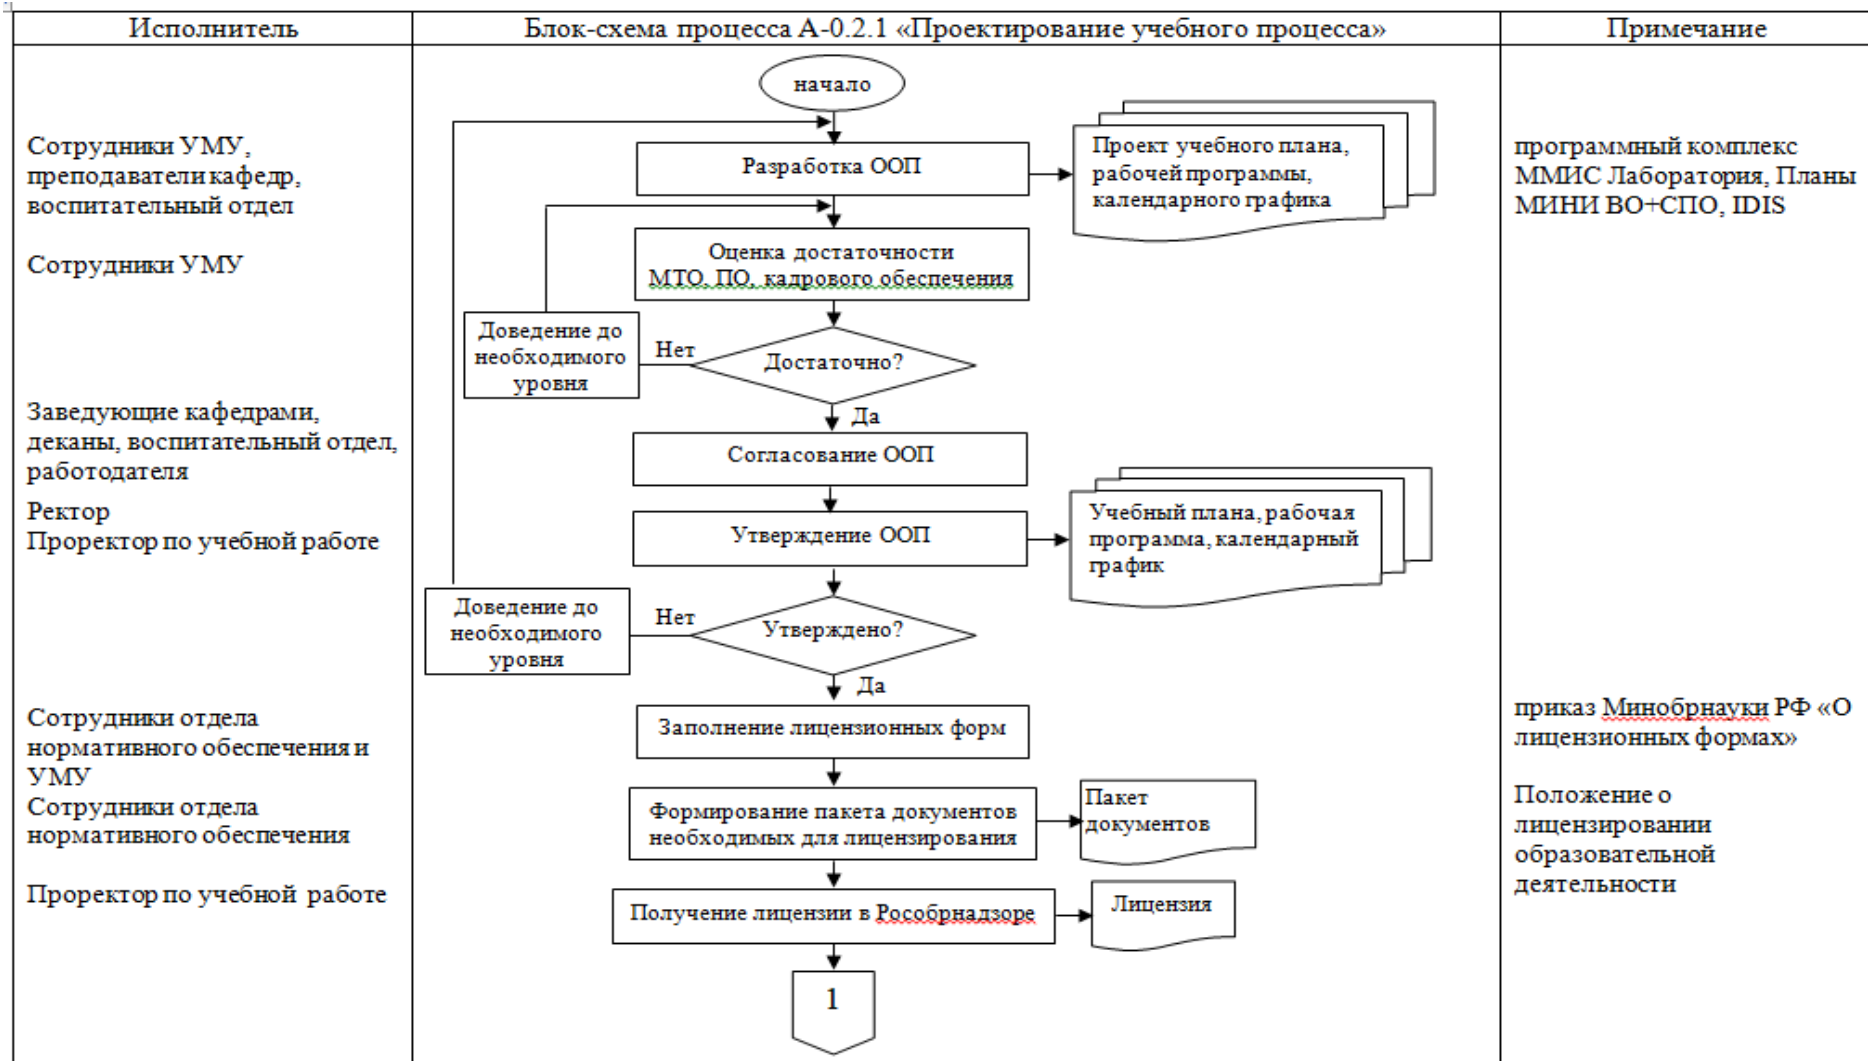 Исполнитель
Блок-схема процесса А-0.2.1 «Проектирование учебного процесса»
Примечание
начало
Сотрудники УМУ,
преподаватели кафедр,
воспитательный отдел
Разработка ООП
Проект учебного плана,
рабочей программы,
календарного графика
программный комплекс
ММИС Лаборатория, Планы
МИНИ ВО+СПО, IDIS
Сотрудники УМУ
Оценка достаточности
МТО, ПО, кадрового обеспечения
Доведение до
необходимого
уровня
Нет
Достаточно?
Да
Заведующие кафедрами,
деканы, воспитательный отдел,
работодателя
Согласование ООП
Ректор
Проректор по учебной работе
Утверждение ООП
Учебный плана, рабочая
программа, календарный
график
Доведение до
необходимого
уровня
Нет
Утверждено?
Да
Сотрудники отдела
нормативного обеспечения и
УМУ
Заполнение лицензионных форм
приказ Минобрнауки РФ «О
лицензионных формах»
Сотрудники отдела
нормативного обеспечения
Формирование пакета документов
необходимых для лицензирования
Пакет
документов
Положение о
лицензировании
образовательной
деятельности
Проректор по учебной работе
Получение лицензии в Рособрнадзоре
Лицензия
1